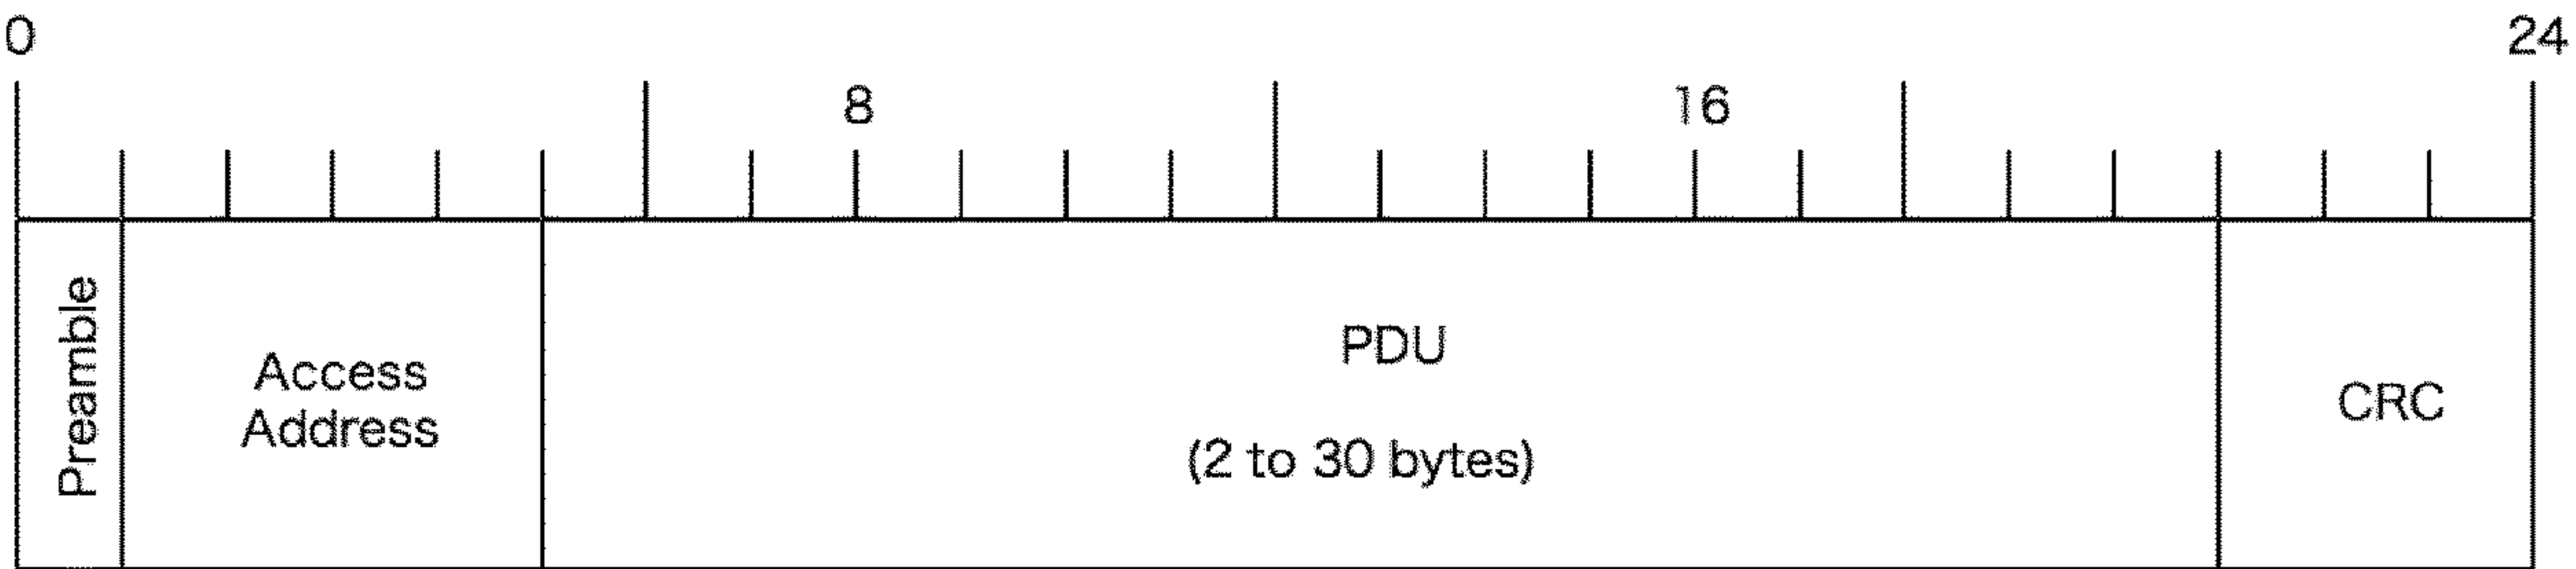 0
24
8
16
Preamble
Access
Address
PDU
(2 to 30 bytes)
CRC